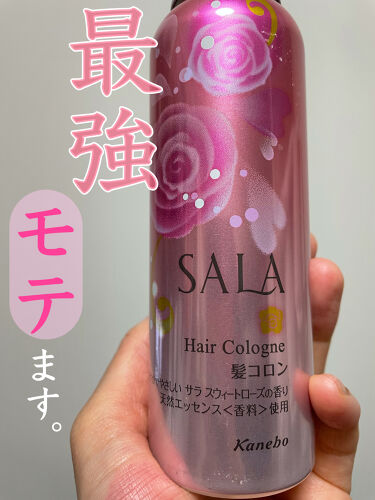 最強
モテ
ます。
SALA
Hair Cologne
髪コロン
やさしい サラ スウィートローズの香り
天然エッセンス<香料>使用
Kanebo